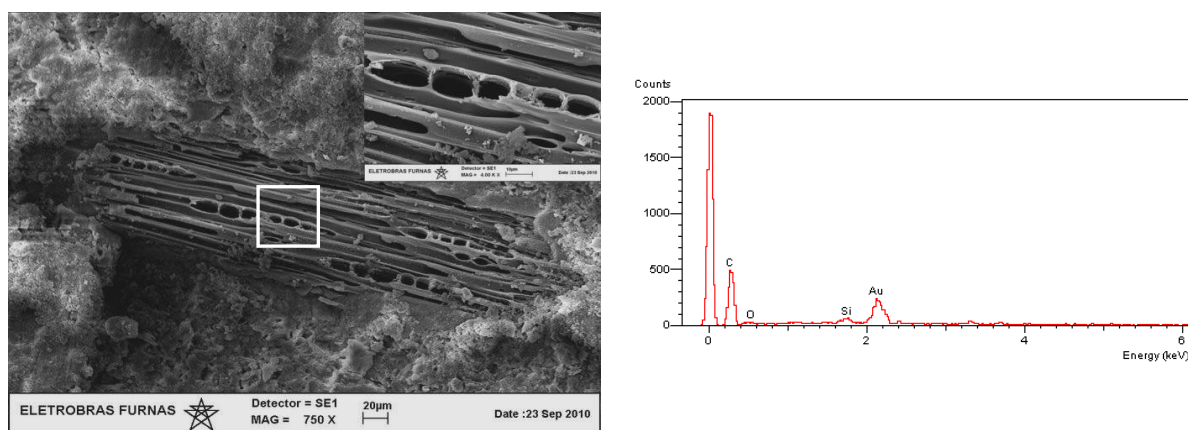 ELETROBRAS FURNAS
Detector = SE1
MAG = 4.00 K X
10µm
Date :23 Sep 2010
ELETROBRAS FURNAS
Detector = SE1
MAG = 750 X
20µm
Date :23 Sep 2010
Counts
2000
1500
1000
500
0
C
O
Si
Au
0
2
4
6
Energy (keV)